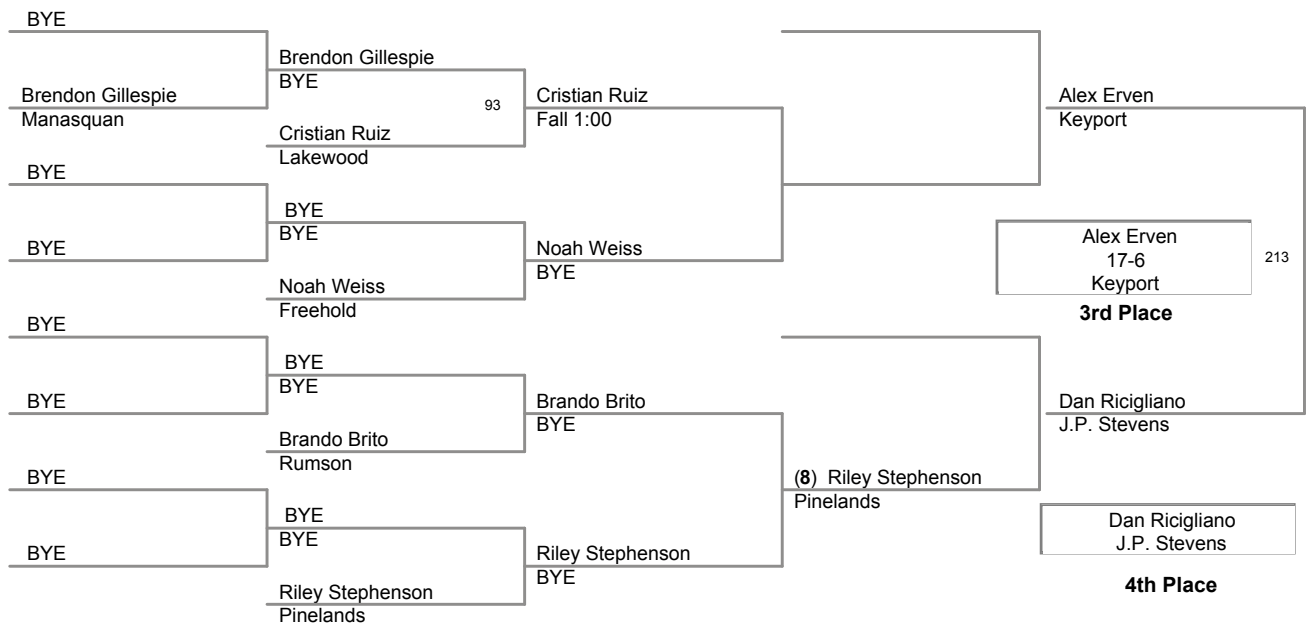 BYE
Brendon Gillespie
Manasquan
BYE
BYE
BYE
BYE
BYE
BYE
Brendon Gillespie
BYE
93
Cristian Ruiz
Lakewood
BYE
BYE
Noah Weiss
Freehold
BYE
BYE
Brando Brito
Rumson
BYE
BYE
Riley Stephenson
Pinelands
Cristian Ruiz
Fall 1:00
Noah Weiss
BYE
Brando Brito
BYE
Riley Stephenson
BYE
(8) Riley Stephenson
Pinelands
Alex Erven
Keyport
Alex Erven
17-6
Keyport
213
3rd Place
Dan Ricigliano
J.P. Stevens
Dan Ricigliano
J.P. Stevens
4th Place